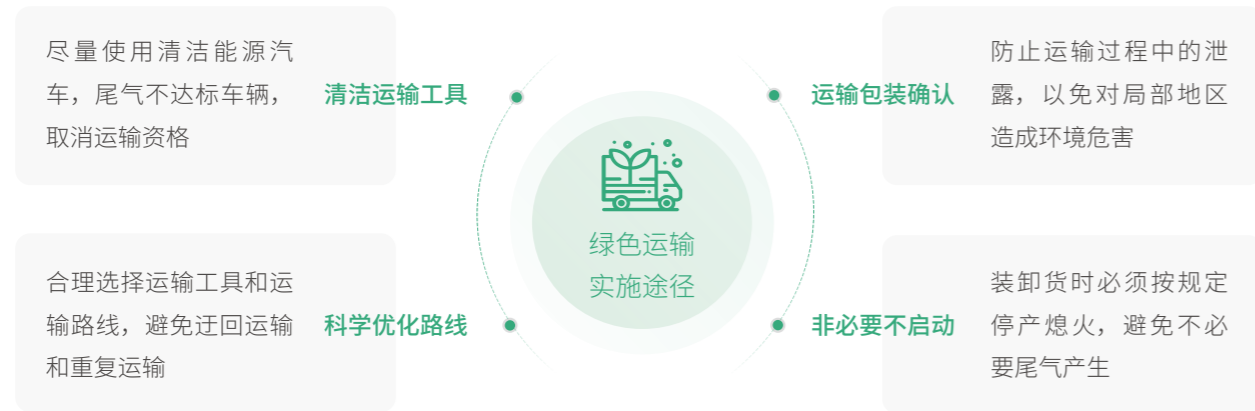 尽量使用清洁能源汽
车，尾气不达标车辆，
取消运输资格
清洁运输工具
运输包装确认
防止运输过程中的泄
露，以免对局部地区
造成环境危害
绿色运输
实施途径
合理选择运输工具和运
输路线，避免迂回运输
和重复运输
科学优化路线
非必要不启动
装卸货时必须按规定
停产熄火，避免不必
要尾气产生